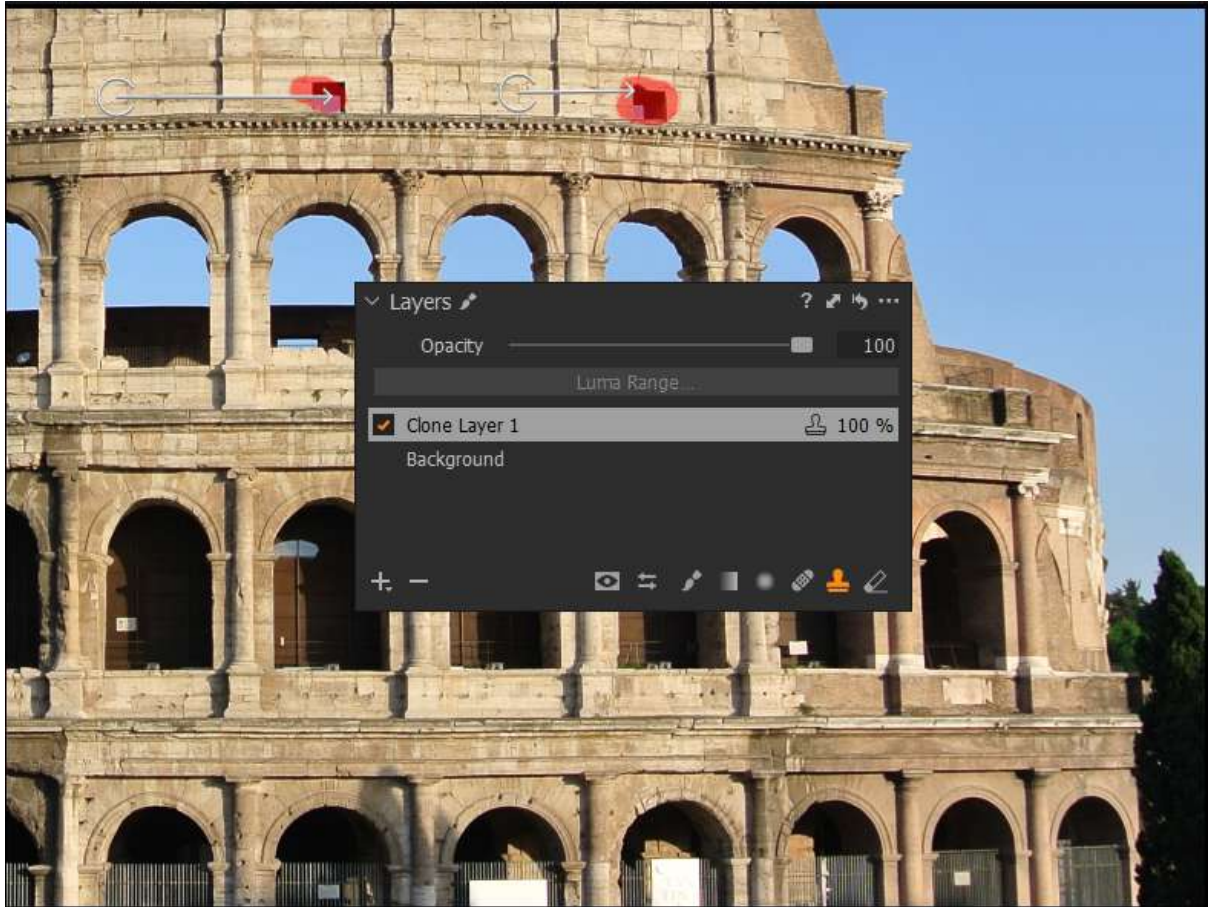 Layers ?
Opacity 100
Luma Range...
Clone Layer 1 100 %
Background